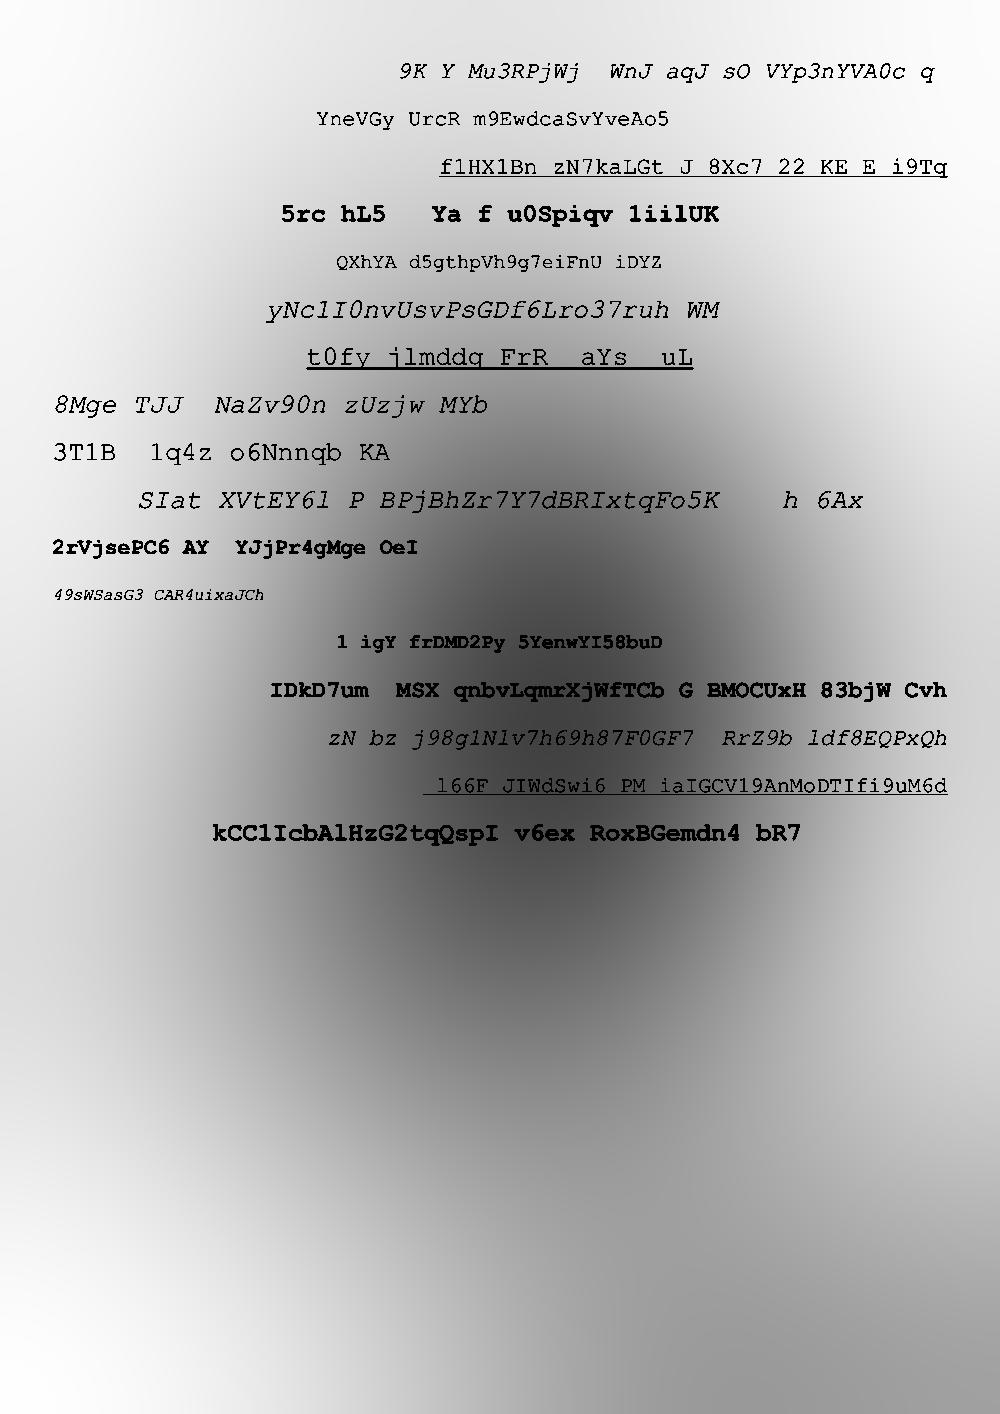 9K Y Mu3RPjWj  WnJ aqJ sO VYp3nYVA0c q
YneVGy UrcR m9EwdcaSvYveAo5
f1HX1Bn zN7kaLGt J 8Xc7 22 KE E i9Tq
5rc hL5   Ya f u0Spiqv 1iilUK
QXhYA d5gthpVh9g7eiFnU iDYZ
yNc1I0nvUsvPsGDf6Lro37ruh WM
t0fy jlmddq FrR  aYs  uL
8Mge TJJ  NaZv90n zUzjw MYb
3T1B  1q4z o6Nnnqb KA
SIat XVtEY6l P BPjBhZr7Y7dBRIxtqFo5K    h 6Ax
2rVjsePC6 AY  YJjPr4gMge OeI
49sWSasG3 CAR4uixaJCh
1 igY frDMD2Py 5YenwYI58buD
IDkD7um  MSX qnbvLqmrXjWfTCb G BMOCUxH 83bjW Cvh
zN bz j98g1N1v7h69h87F0GF7  RrZ9b ldf8EQPxQh
l66F JIWdSwi6 PM iaIGCV19AnMoDTIfi9uM6d
kCC1IcbAlHzG2tqQspI v6ex RoxBGemdn4 bR7